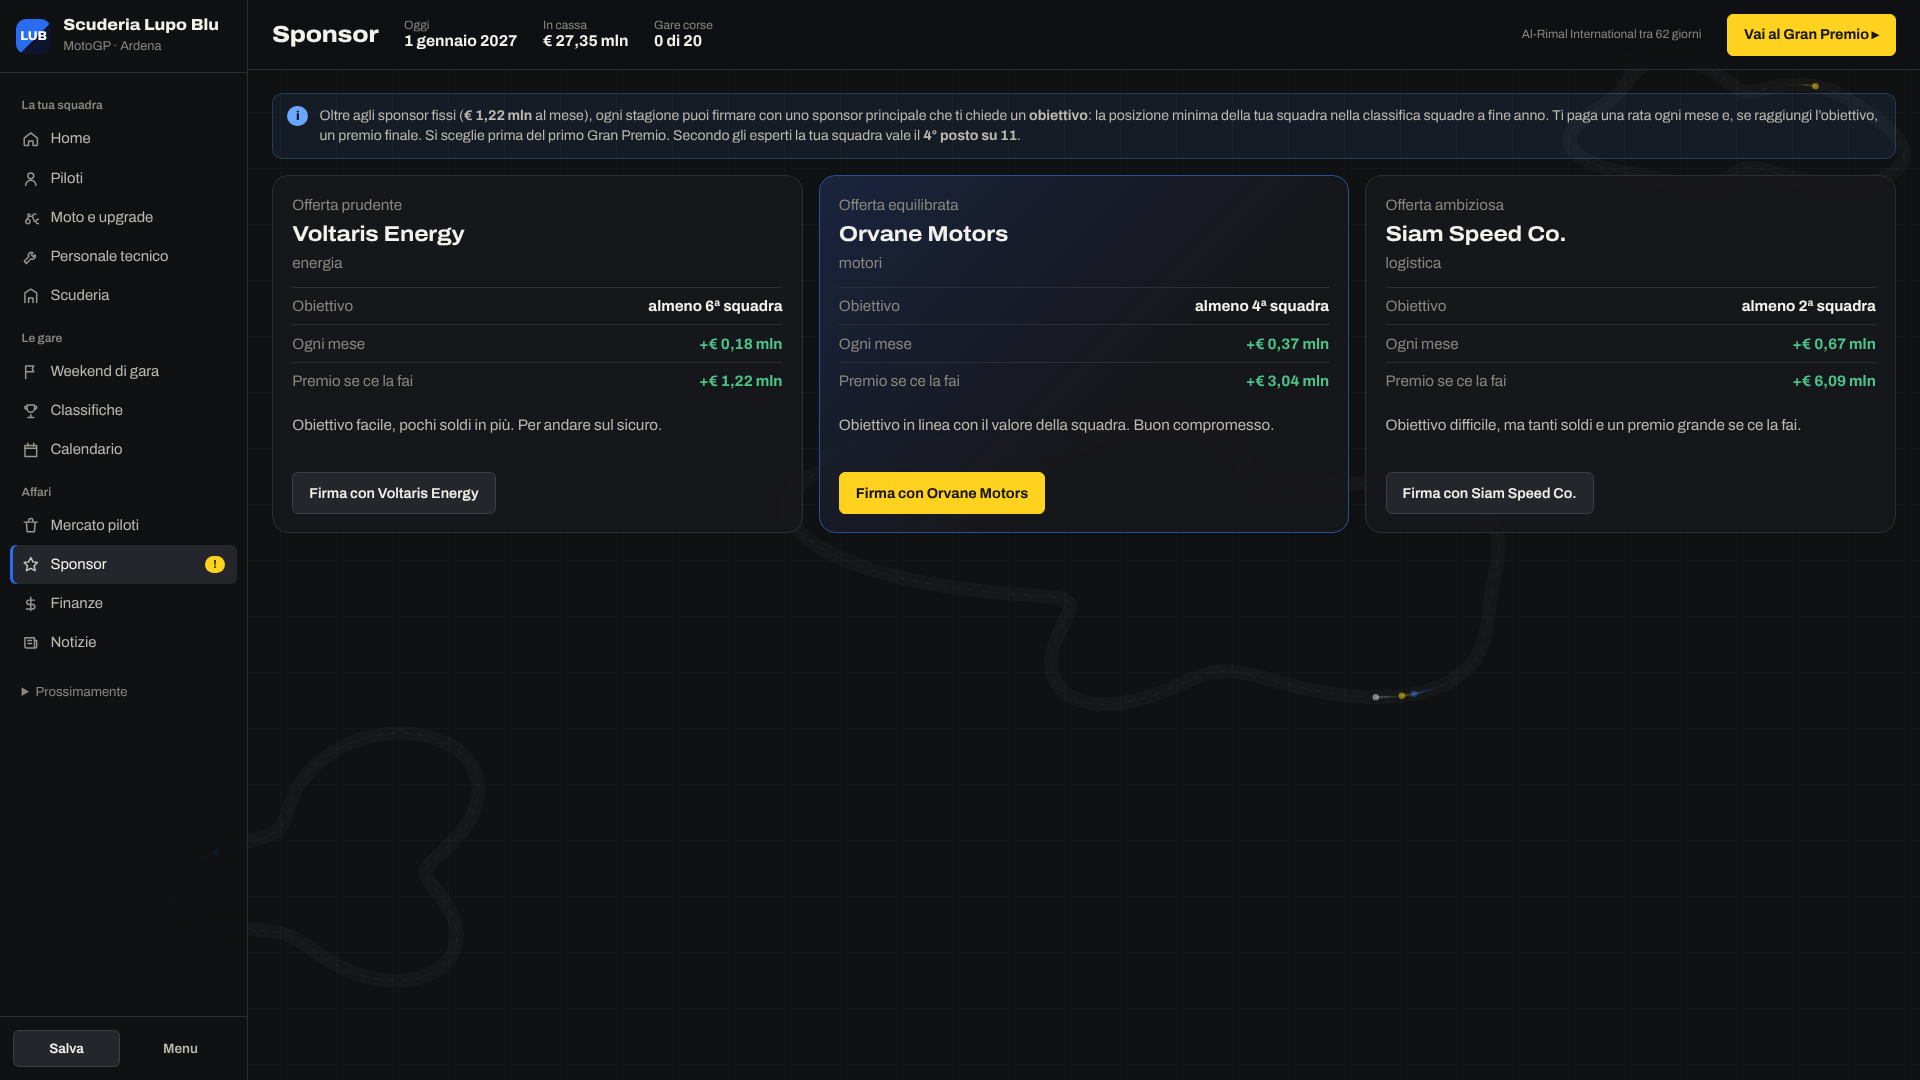 LUB
Scuderia Lupo Blu
MotoGP · Ardena
La tua squadra
Home
Piloti
Moto e upgrade
Personale tecnico
Scuderia
Le gare
Weekend di gara
Classifiche
Calendario
Affari
Mercato piloti
Sponsor !
Finanze
Notizie
Prossimamente
Salva Menu
Sponsor
Oggi
1 gennaio 2027
In cassa
€ 27,35 mln
Gare corse
0 di 20
Al-Rimal International tra 62 giorni
Vai al Gran Premio ▸
i
Oltre agli sponsor fissi (€ 1,22 mln al mese), ogni stagione puoi firmare con uno sponsor principale che ti chiede un obiettivo: la posizione minima della tua squadra nella classifica squadre a fine anno. Ti paga una rata ogni mese e, se raggiungi l'obiettivo,
un premio finale. Si sceglie prima del primo Gran Premio. Secondo gli esperti la tua squadra vale il 4° posto su 11.
Offerta prudente
Voltaris Energy
energia
Obiettivo almeno 6ª squadra
Ogni mese +€ 0,18 mln
Premio se ce la fai +€ 1,22 mln
Obiettivo facile, pochi soldi in più. Per andare sul sicuro.
Firma con Voltaris Energy
Offerta equilibrata
Orvane Motors
motori
Obiettivo almeno 4ª squadra
Ogni mese +€ 0,37 mln
Premio se ce la fai +€ 3,04 mln
Obiettivo in linea con il valore della squadra. Buon compromesso.
Firma con Orvane Motors
Offerta ambiziosa
Siam Speed Co.
logistica
Obiettivo almeno 2ª squadra
Ogni mese +€ 0,67 mln
Premio se ce la fai +€ 6,09 mln
Obiettivo difficile, ma tanti soldi e un premio grande se ce la fai.
Firma con Siam Speed Co.